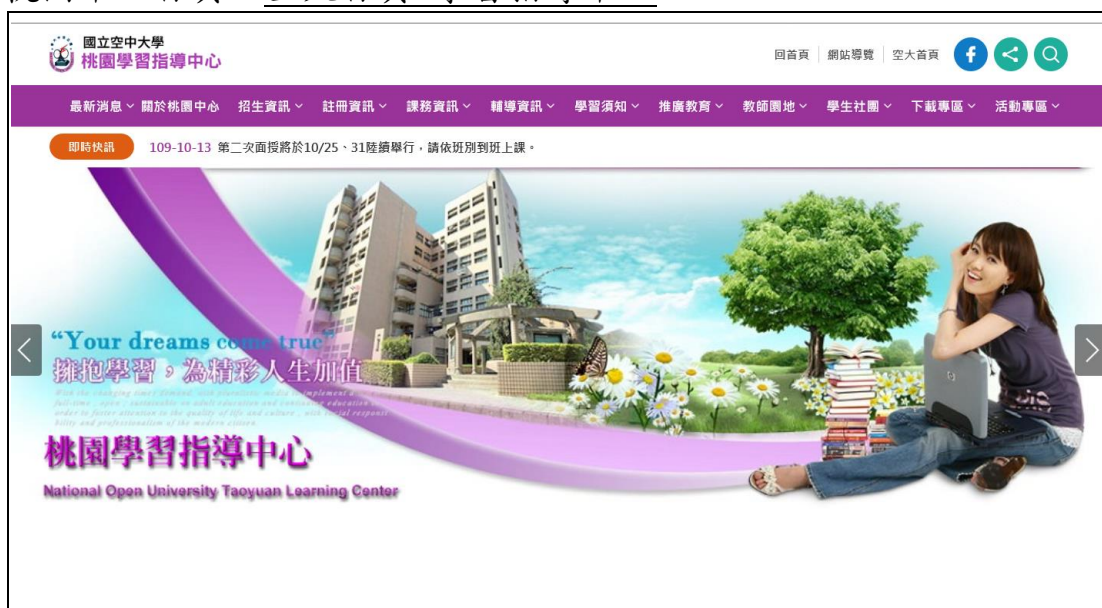 國立空中大學
桃園學習指導中心
回首頁 網站導覽 空大首頁
最新消息 關於桃園中心 招生資訊 註冊資訊 課務資訊 輔導資訊 學習須知 推廣教育 教師園地 學生社團 下載專區 活動專區
即時快訊 109-10-13 第二次面授將於10/25、31陸續舉行，請依班別到班上課。
“Your dreams come true”
擁抱學習，為精彩人生加值
桃園學習指導中心
National Open University Taoyuan Learning Center